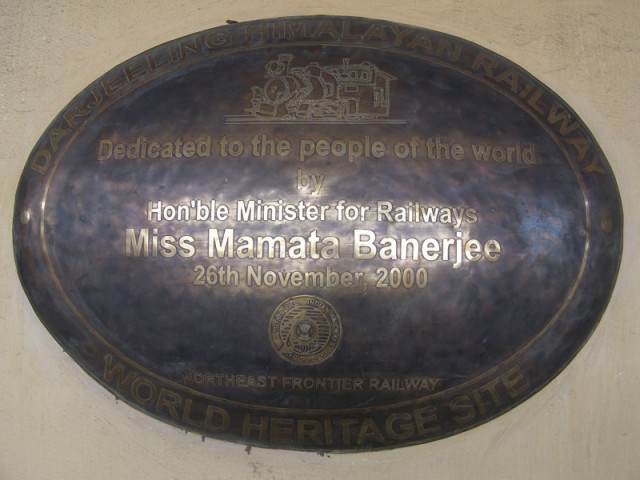 DARJEELING HIMALAYAN RAILWAY
Dedicated to the people of the world
by
Hon'ble Minister for Railways
Miss Mamata Banerjee
26th November, 2000
NORTHEAST FRONTIER RAILWAY
WORLD HERITAGE SITE